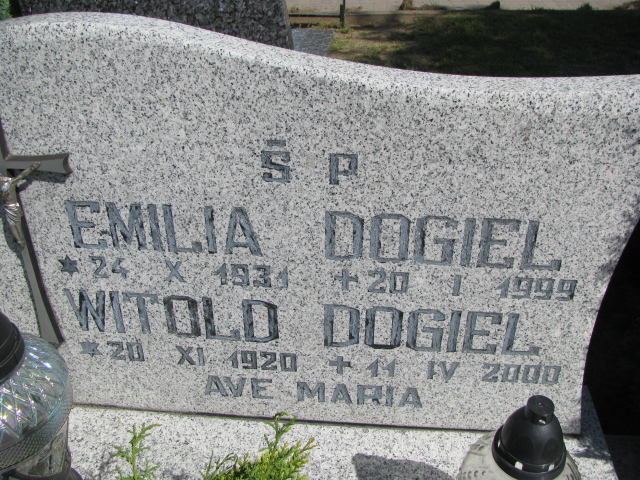 Ś P
EMILIA DOGIEL
* 24 X 1931 + 20 I 1999
WITOLD DOGIEL
* 20 XI 1920 + 11 IV 2000
AVE MARIA